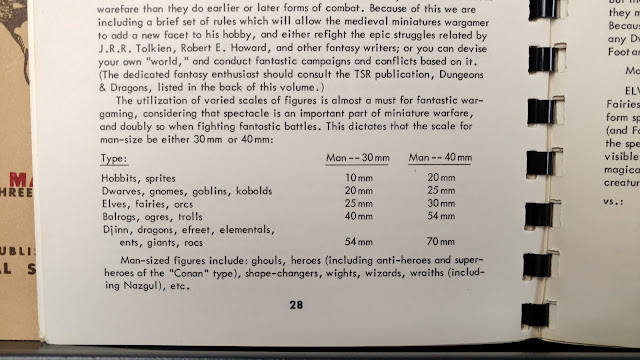 warefare than they do earlier or later forms of combat. Because of this we are
including a brief set of rules which will allow the medieval miniatures wargamer
to add a new facet to his hobby, and either refight the epic struggles related by
J.R.R. Tolkien, Robert E. Howard, and other fantasy writers; or you can devise
your own "world," and conduct fantastic campaigns and conflicts based on it.
(The dedicated fantasy enthusiast should consult the TSR publication, Dungeons
& Dragons, listed in the back of this volume.)
The utilization of varied scales of figures is almost a must for fantastic war-
gaming, considering that spectacle is an important part of miniature warfare,
and doubly so when fighting fantastic battles. This dictates that the scale for
man-size be either 30mm or 40mm:
Type: Man--30mm Man--40mm
Hobbits, sprites 10mm 20mm
Dwarves, gnomes, goblins, kobolds 20mm 25mm
Elves, fairies, orcs 25mm 30mm
Balrogs, ogres, trolls 40mm 54mm
Djinn, dragons, efreet, elementals,
ents, giants, rocs 54mm 70mm
Man-sized figures include: ghouls, heroes (including anti-heroes and super-
heroes of the "Conan" type), shape-changers, wights, wizards, wraiths (includ-
ing Nazgul), etc.
28
but
they m
Becaus
any Dw
Footar
Mo
ELV
Fairies
form sp
(and Fa
the spe
visible
magica
creatur
vs.:
MA
HREE
UBLI
AL S